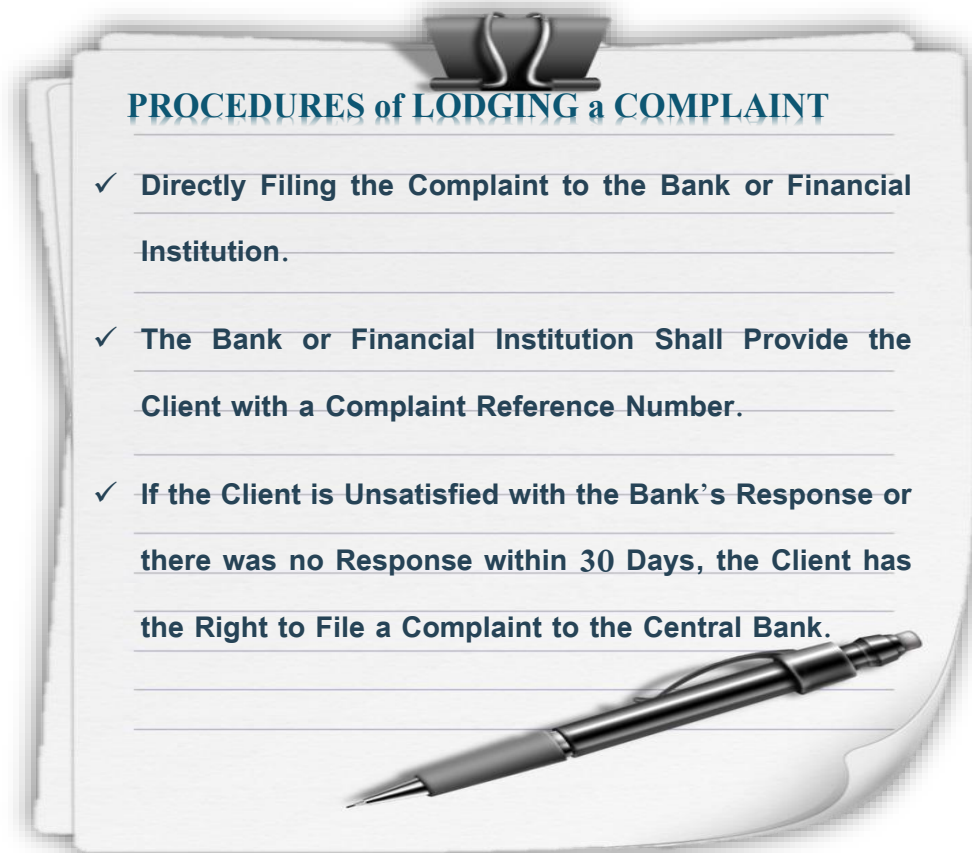 PROCEDURES of LODGING a COMPLAINT
✓ Directly Filing the Complaint to the Bank or Financial
Institution.
✓ The Bank or Financial Institution Shall Provide the
Client with a Complaint Reference Number.
✓ If the Client is Unsatisfied with the Bank’s Response or
there was no Response within 30 Days, the Client has
the Right to File a Complaint to the Central Bank.